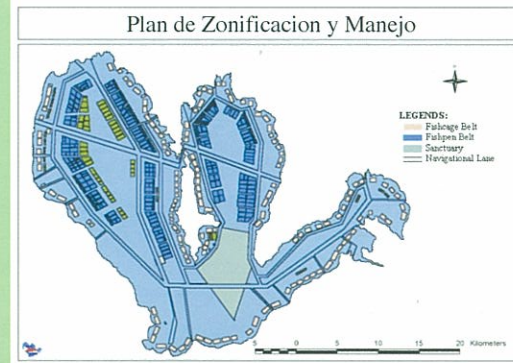 Plan de Zonificacion y Manejo
N
LEGENDS:
Fishcage Belt
Fishpen Belt
Sanctuary
Navigational Lane
5 0 5 10 15 20 Kilometers